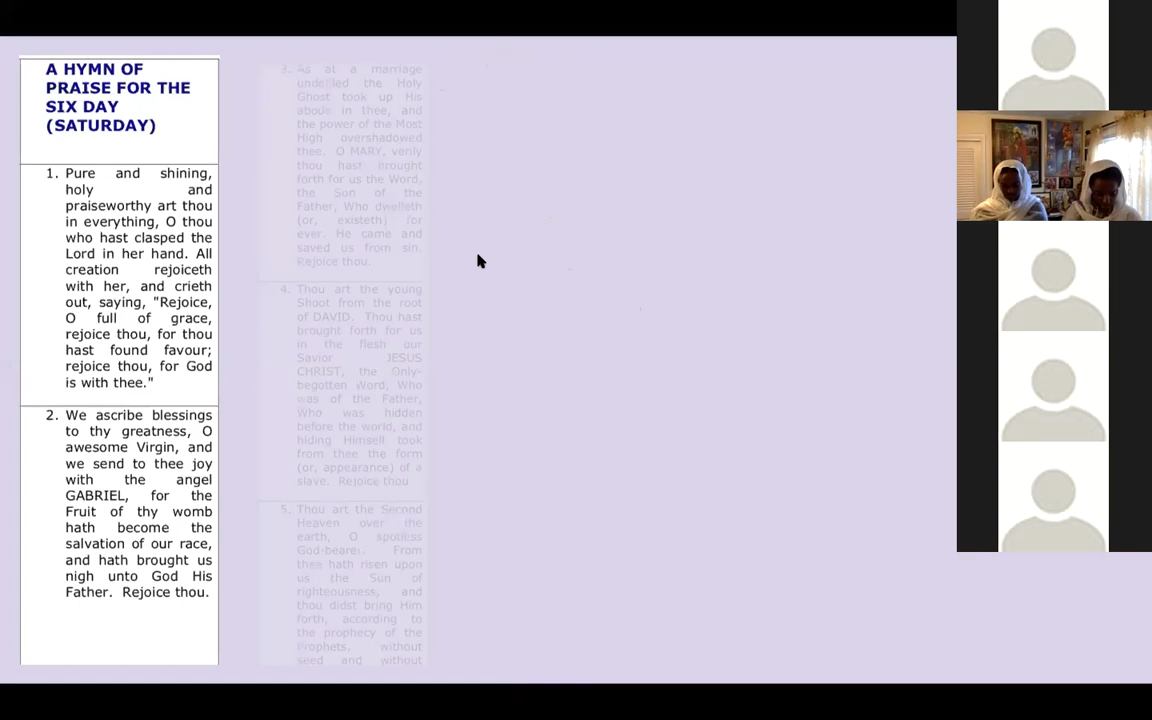 A HYMN OF
PRAISE FOR THE
SIX DAY
(SATURDAY)
1. Pure and shining,
holy and
praiseworthy art thou
in everything, O thou
who hast clasped the
Lord in her hand. All
creation rejoiceth
with her, and crieth
out, saying, "Rejoice,
O full of grace,
rejoice thou, for thou
hast found favour;
rejoice thou, for God
is with thee."
2. We ascribe blessings
to thy greatness, O
awesome Virgin, and
we send to thee joy
with the angel
GABRIEL, for the
Fruit of thy womb
hath become the
salvation of our race,
and hath brought us
nigh unto God His
Father. Rejoice thou.
3. As at a marriage
undefiled the Holy
Ghost took up His
abode in thee, and
the power of the Most
High overshadowed
thee. O MARY, verily
thou hast brought
forth for us the Word,
the Son of the
Father, Who dwelleth
(or, existeth) for
ever. He came and
saved us from sin.
Rejoice thou.
4. Thou art the young
Shoot from the root
of DAVID. Thou hast
brought forth for us
in the flesh our
Savior JESUS
CHRIST, the Only-
begotten Word, Who
was of the Father,
Who was hidden
before the world, and
hiding Himself took
from thee the form
(or, appearance) of a
slave. Rejoice thou
5. Thou art the Second
Heaven over the
earth, O spotless
God-bearer. From
thee hath risen upon
us the Sun of
righteousness, and
thou didst bring Him
forth, according to
the prophecy of the
Prophets, without
seed and without